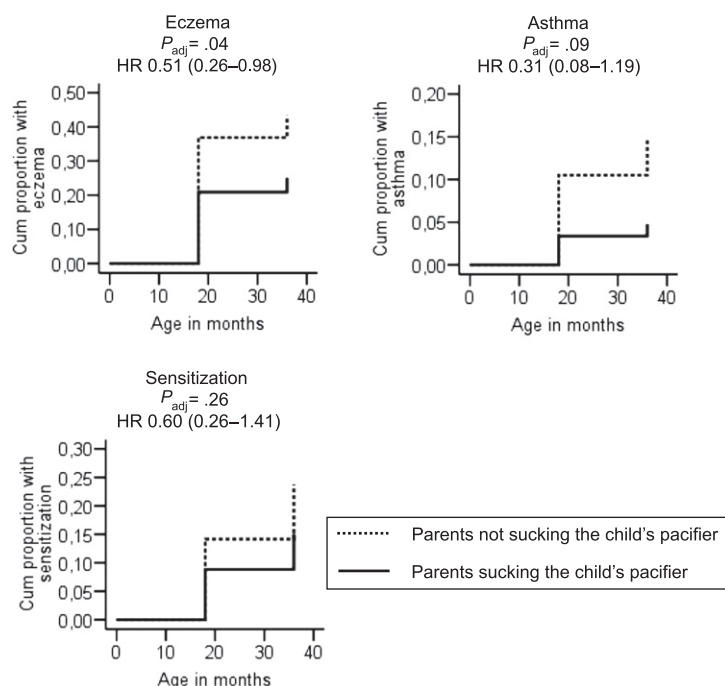 Eczema
Padj= .04
HR 0.51 (0.26–0.98)
0,50
0,40
0,30
0,20
0,10
0,00
Cum proportion with
eczema
0 10 20 30 40
Age in months
Asthma
Padj= .09
HR 0.31 (0.08–1.19)
0,20
0,15
0,10
0,05
0,00
Cum proportion with
asthma
0 10 20 30 40
Age in months
Sensitization
Padj= .26
HR 0.60 (0.26–1.41)
0,30
0,25
0,20
0,15
0,10
0,05
0,00
Cum proportion with
sensitization
0 10 20 30 40
Age in months
Parents not sucking the child’s pacifier
Parents sucking the child’s pacifier